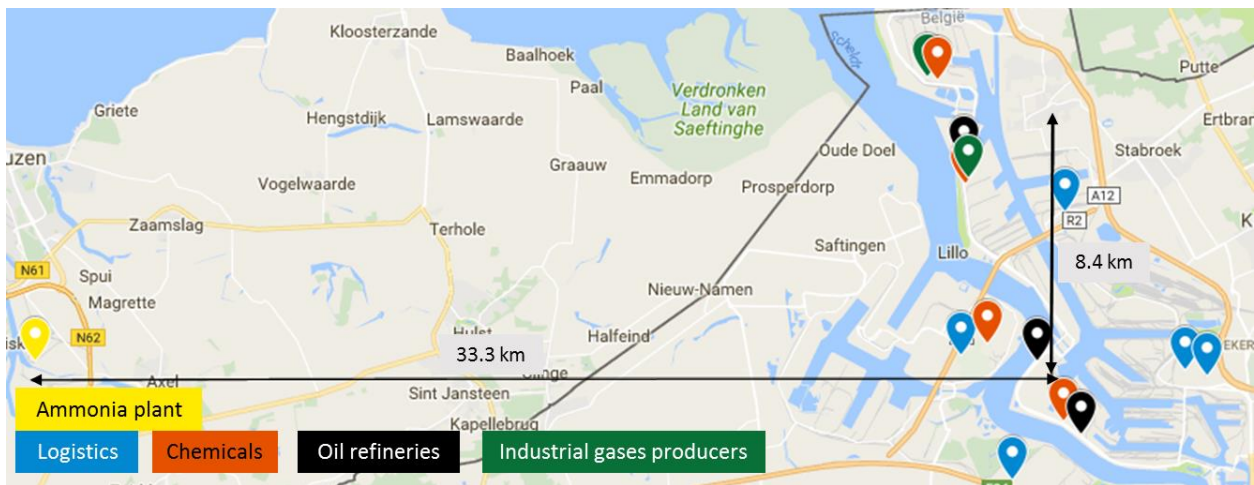 België
Kloosterzande
Baalhoek
Schelde
Putte
Paal
Verdronken
Land van
Saeftinghe
Griete
Hengstdijk
Lamswaarde
Ertbran
Oude Doel
Stabroek
uzen
Graauw
Vogelwaarde
Emmadorp
Prosperdorp
A12
R2
Zaamslag
Terhole
Saftingen
K
Lillo
N61
Spui
8.4 km
Magrette
Nieuw-Namen
N62
Halfeind
33.3 km
EKER
Axel
Sint Jansteen
Ammonia plant
Kapellebrug
Logistics
Chemicals
Oil refineries
Industrial gases producers